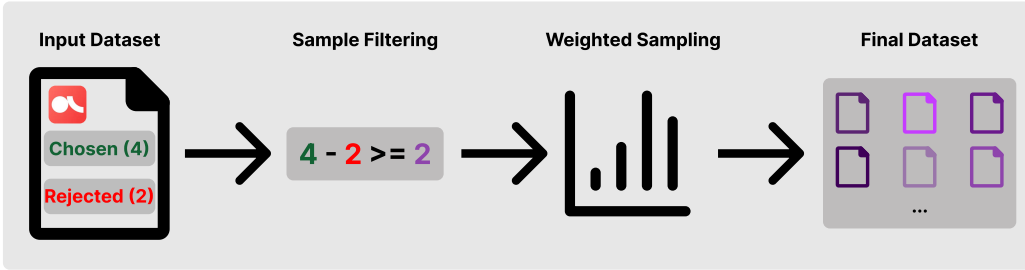 Input Dataset
Sample Filtering
Weighted Sampling
Final Dataset
Chosen (4)
Rejected (2)
4 - 2 >= 2
...